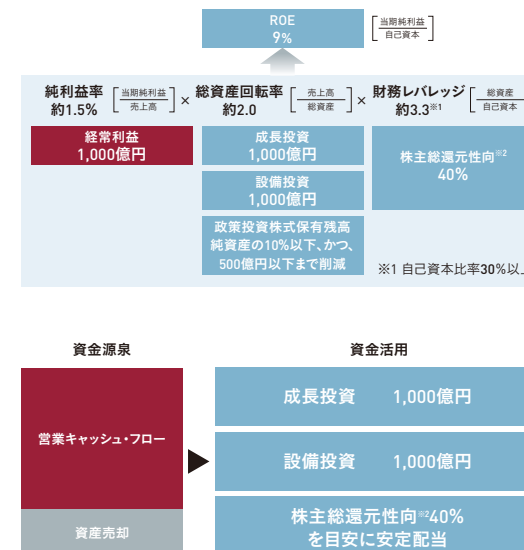 ROE
9%
[当期純利益/自己資本]
純利益率
約1.5%
[当期純利益/売上高]
×
総資産回転率
約2.0
[売上高/総資産]
×
財務レバレッジ
約3.3※1
[総資産/自己資本
経常利益
1,000億円
成長投資
1,000億円
設備投資
1,000億円
政策投資株式保有残高
純資産の10%以下、かつ、
500億円以下まで削減
株主総還元性向※2
40%
※1 自己資本比率30%以上
資金源泉
資金活用
営業キャッシュ・フロー
資産売却
成長投資 1,000億円
設備投資 1,000億円
株主総還元性向※240%
を目安に安定配当